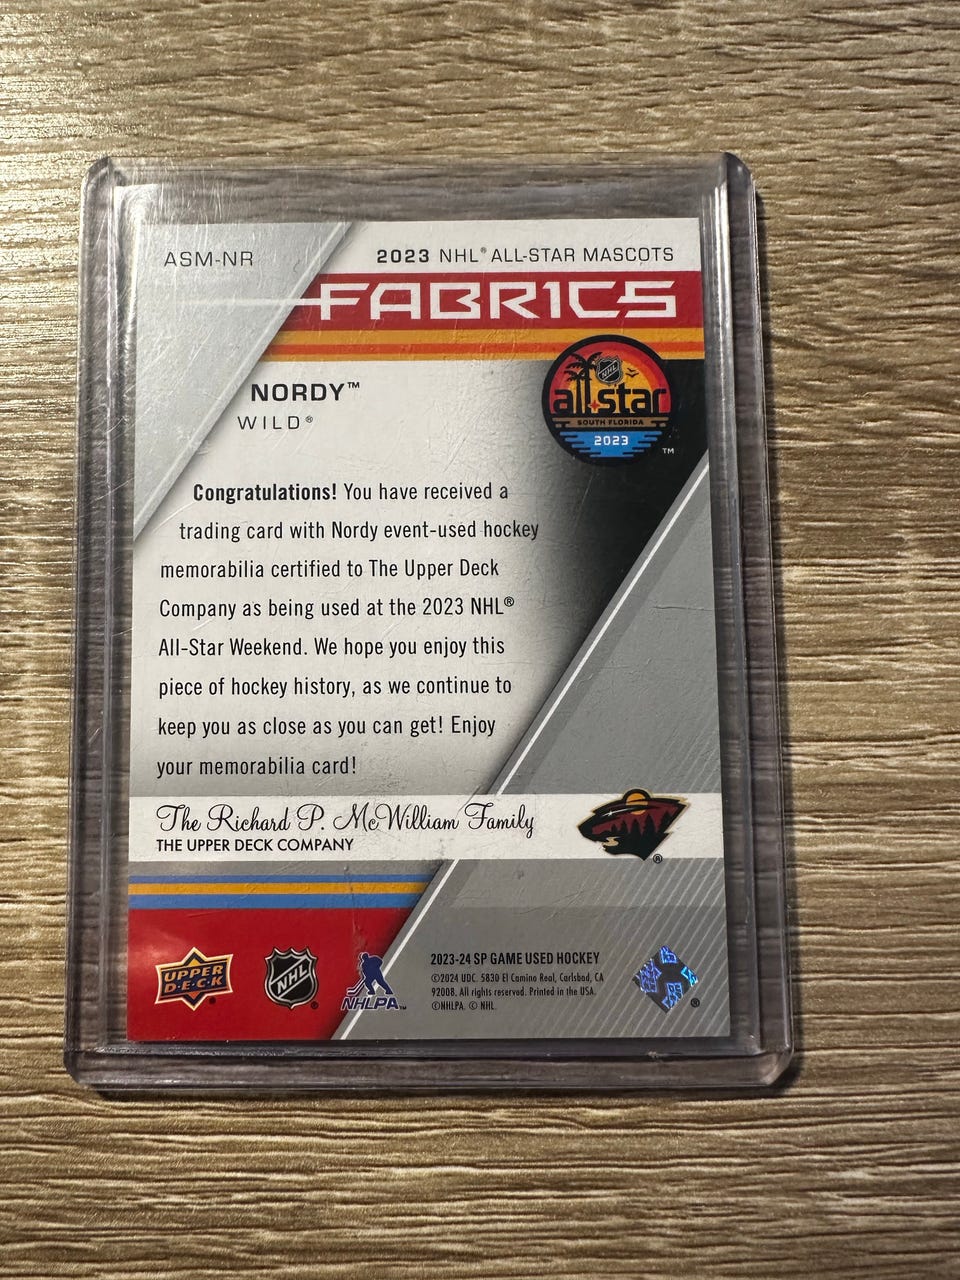 ASM-NR
2023 NHL® ALL-STAR MASCOTS
FABRICS
NORDY™
WILD®
NHL
all star
SOUTH FLORIDA
2023
TM
Congratulations! You have received a
trading card with Nordy event-used hockey
memorabilia certified to The Upper Deck
Company as being used at the 2023 NHL®
All-Star Weekend. We hope you enjoy this
piece of hockey history, as we continue to
keep you as close as you can get! Enjoy
your memorabilia card!
The Richard P. McWilliam Family
THE UPPER DECK COMPANY
®
UPPER
DECK
®
NHL
®
NHLPA™
2023-24 SP GAME USED HOCKEY
©2024 UDC. 5830 El Camino Real, Carlsbad, CA
92008. All rights reserved. Printed in the USA.
©NHLPA. © NHL.
®